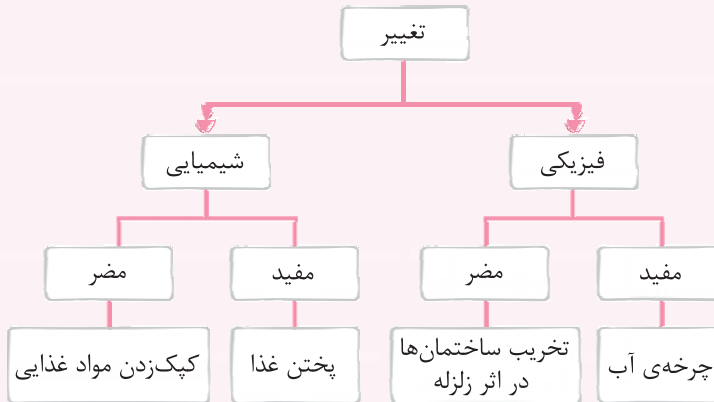 تغییر
فیزیکی
شیمیایی
مفید
مضر
مفید
مضر
چرخه‌ی آب
تخریب ساختمان‌ها
در اثر زلزله
پختن غذا
کپک‌زدن مواد غذایی